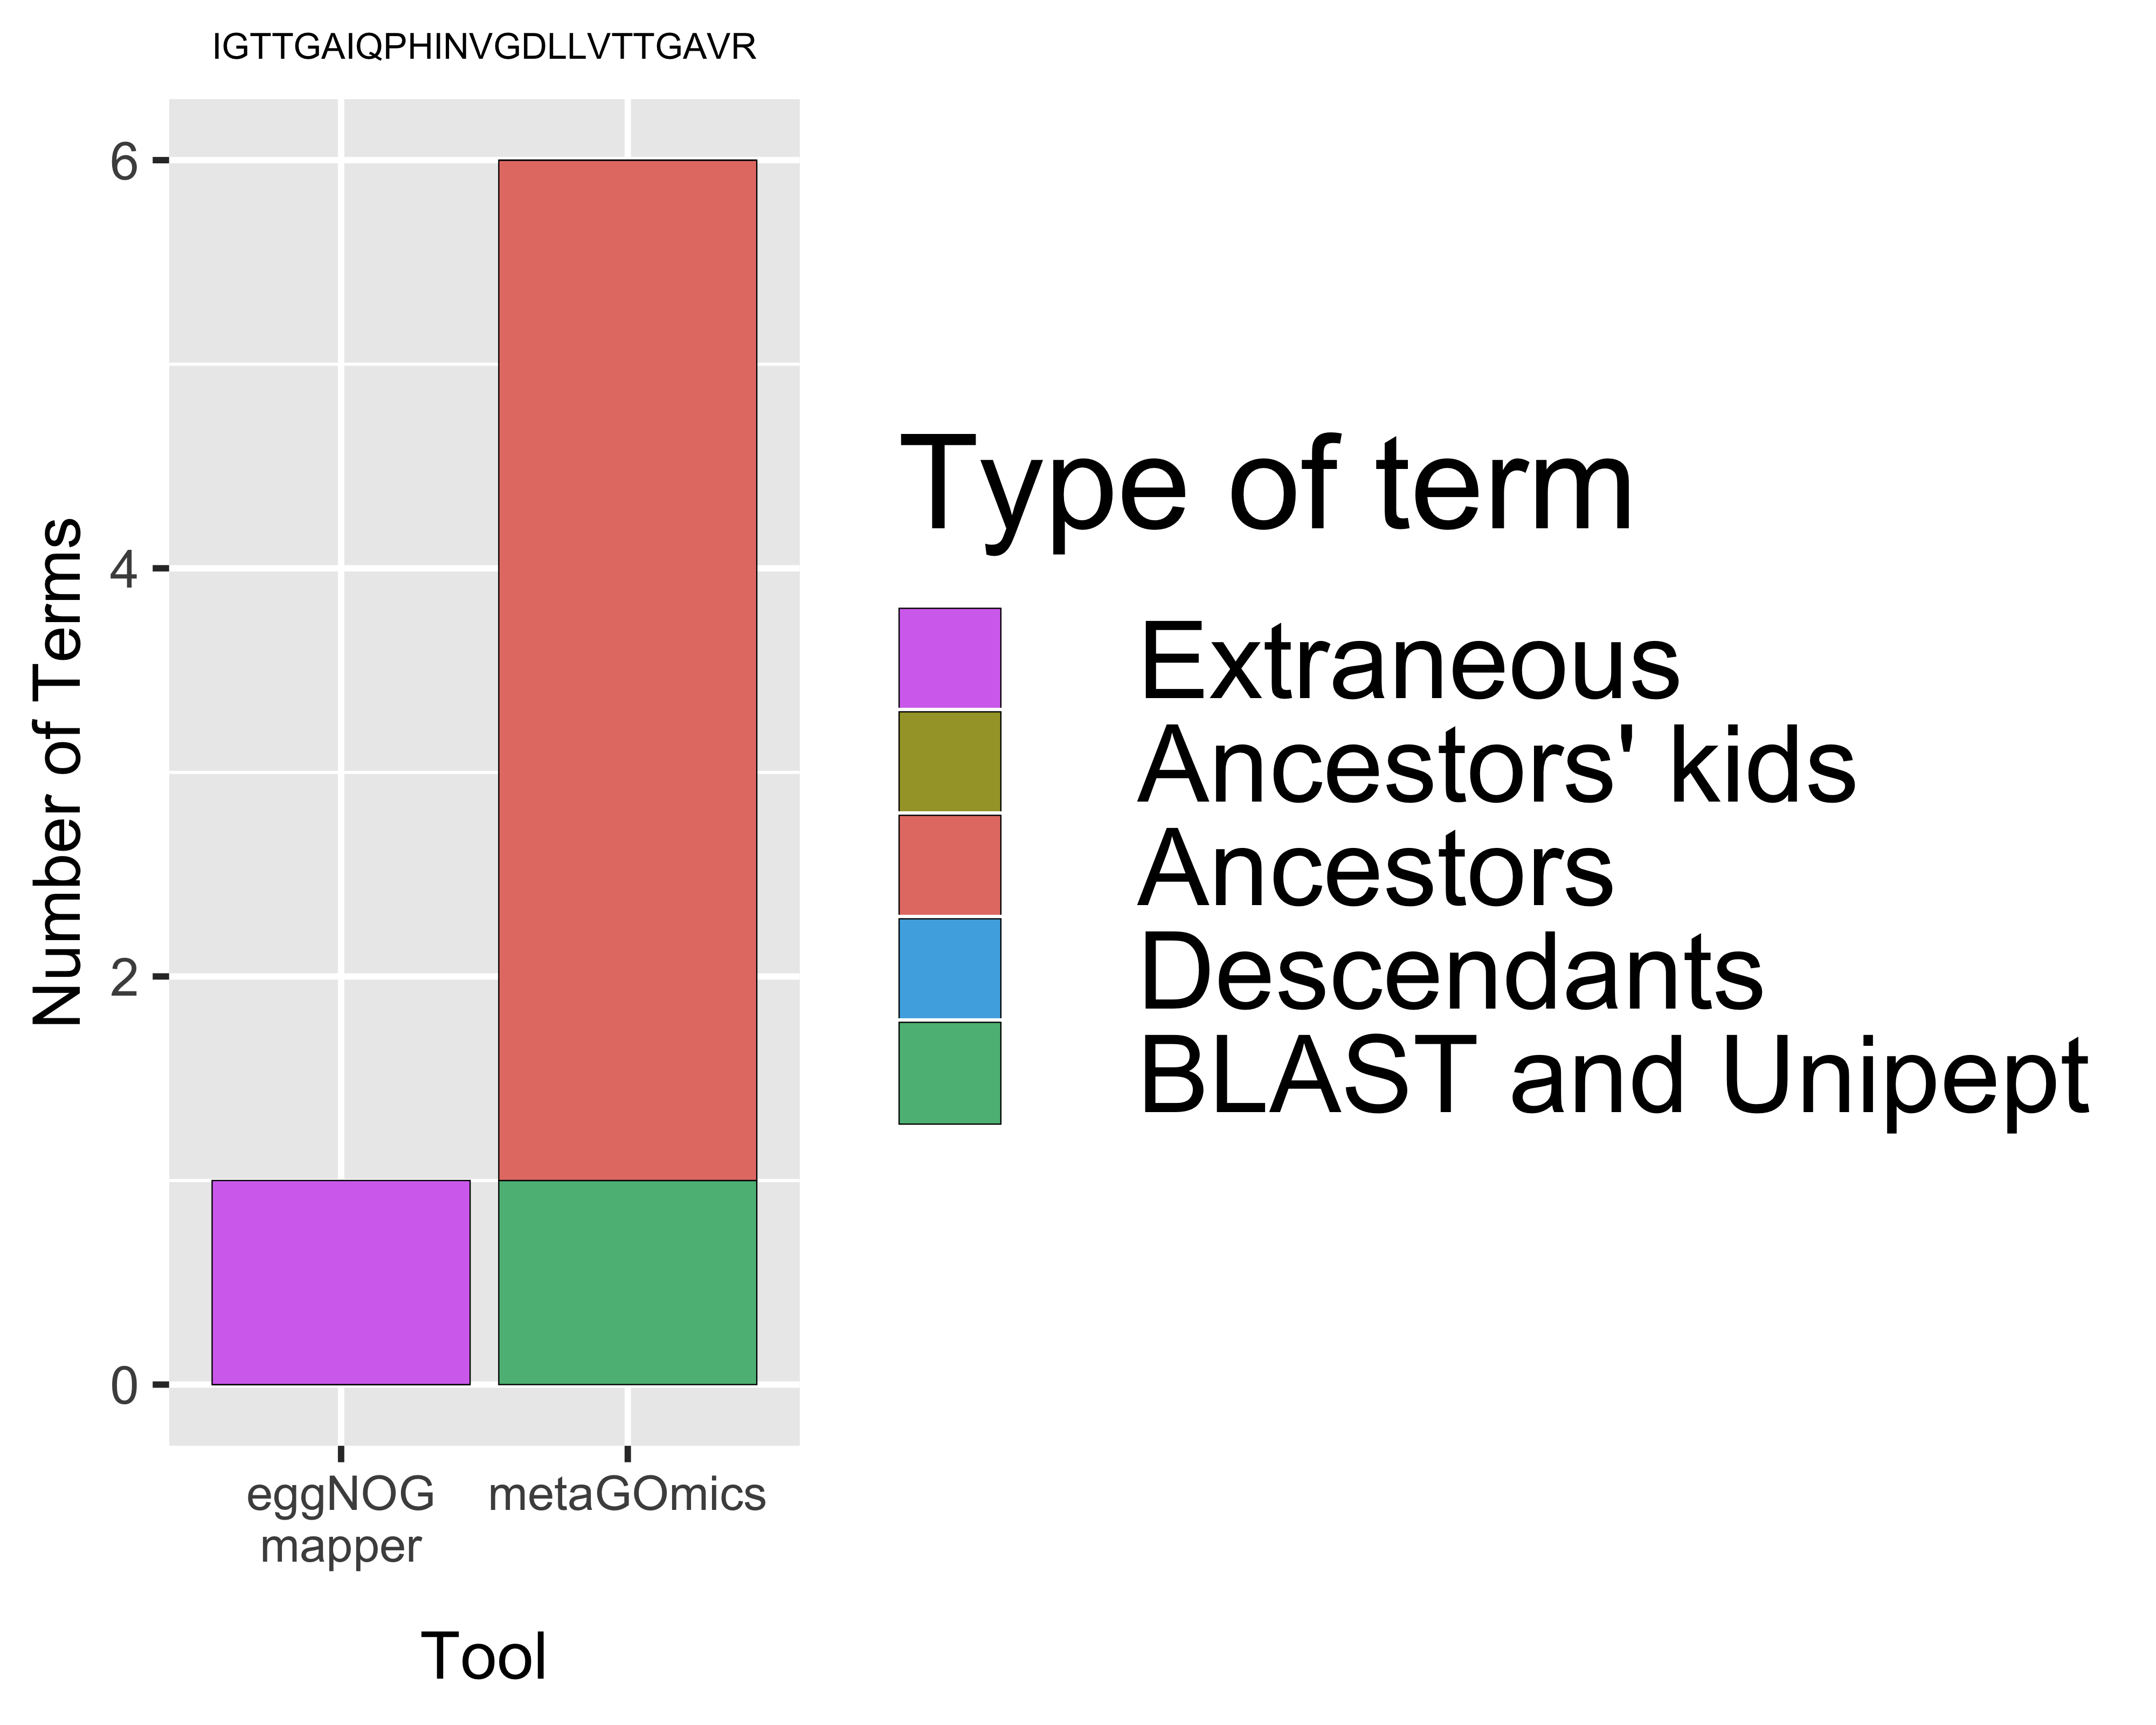 IGTTGAIQPHINVGDLLVTTGAVR
Number of Terms
6
4
2
0
eggNOG
mapper
metaGOmics
Tool
Type of term
Extraneous
Ancestors' kids
Ancestors
Descendants
BLAST and Unipept